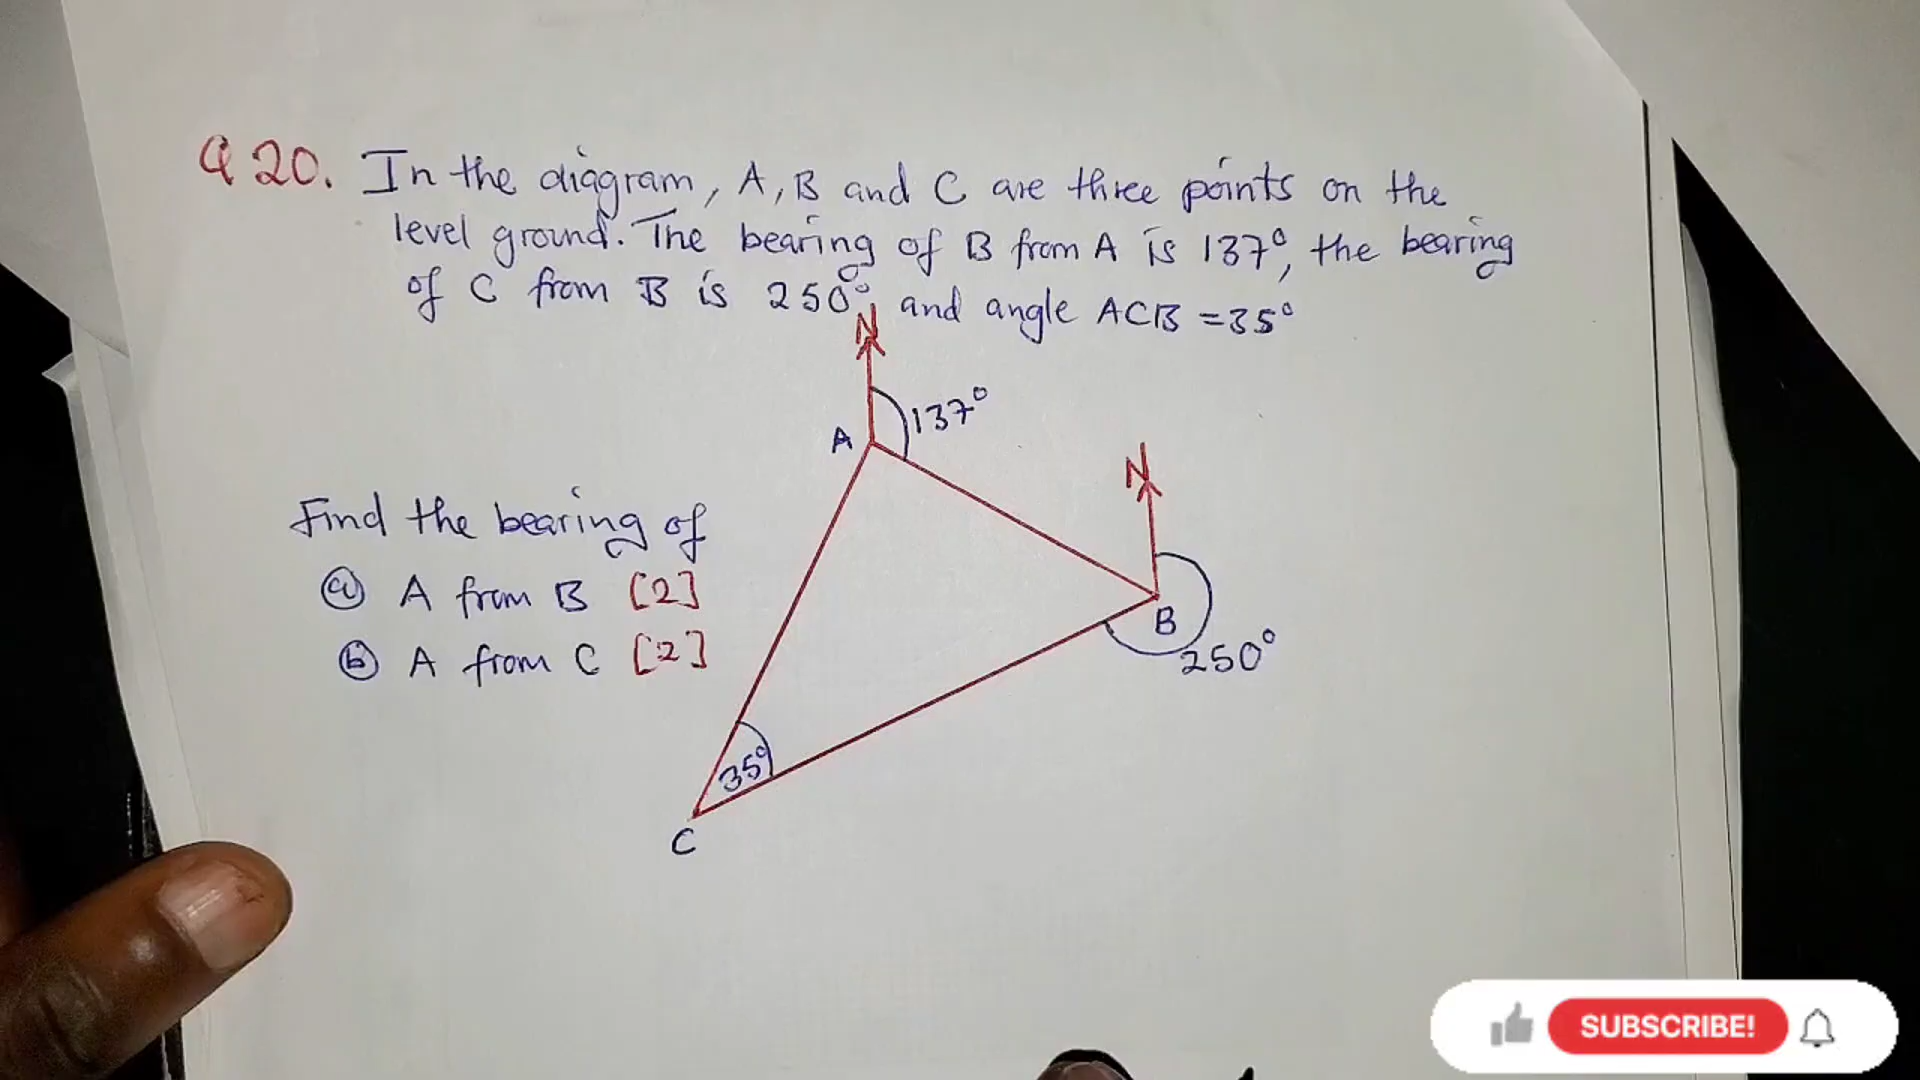 Q 20. In the diagram, A, B and C are three points on the
level ground. The bearing of B from A is 137°, the bearing
of C from B is 250°, and angle ACB = 35°
N
137°
A
N
Find the bearing of
(a) A from B [2]
B
(b) A from C [2]
250°
35°
C
SUBSCRIBE!